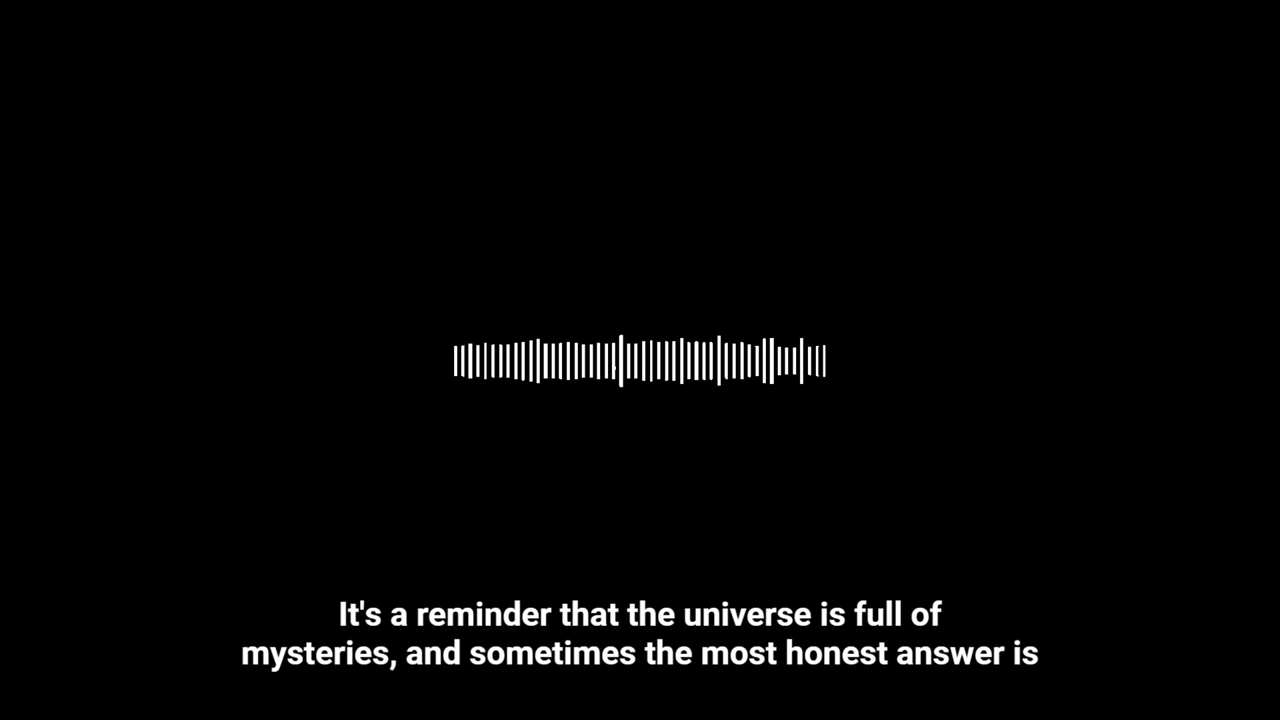 It's a reminder that the universe is full of
mysteries, and sometimes the most honest answer is